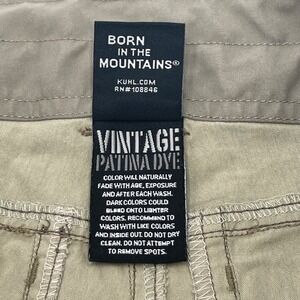 BORN
IN THE
MOUNTAINS®
KUHL.COM
RN#108846
VINTAGE
PATINA DYE
COLOR WILL NATURALLY
FADE WITH AGE, EXPOSURE
AND AFTER EACH WASH.
DARK COLORS COULD
BLEED ONTO LIGHTER
COLORS. RECOMMEND TO
WASH WITH LIKE COLORS
AND INSIDE OUT. DO NOT DRY
CLEAN. DO NOT ATTEMPT
TO REMOVE SPOTS.